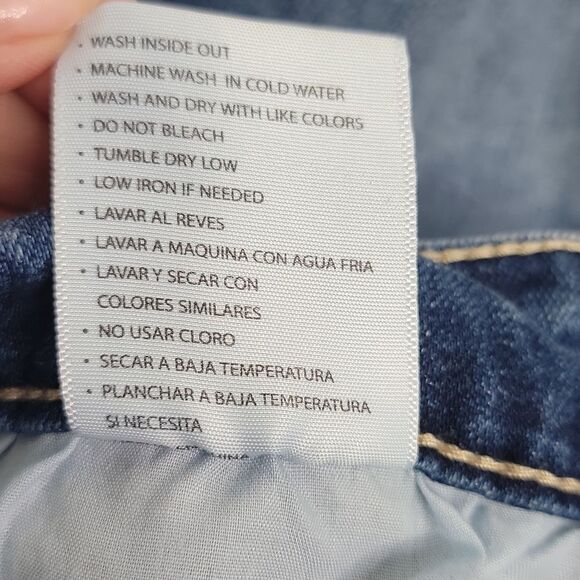 • WASH INSIDE OUT
• MACHINE WASH IN COLD WATER
• WASH AND DRY WITH LIKE COLORS
• DO NOT BLEACH
• TUMBLE DRY LOW
• LOW IRON IF NEEDED
• LAVAR AL REVES
• LAVAR A MAQUINA CON AGUA FRIA
• LAVAR Y SECAR CON
COLORES SIMILARES
• NO USAR CLORO
• SECAR A BAJA TEMPERATURA
• PLANCHAR A BAJA TEMPERATURA
SI NECESITA